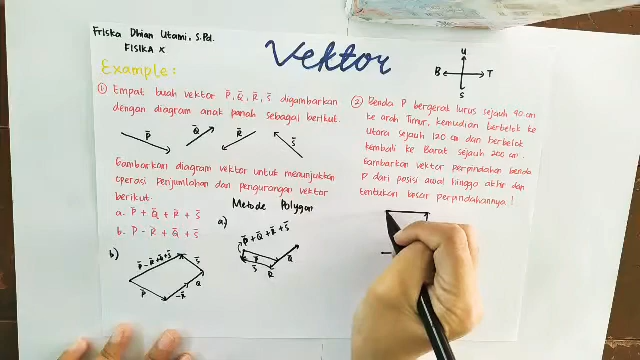 Friska Dhian Utami, S.Pd.
FISIKA X
Vektor
U
B T
S
Example:
① Empat buah vektor P, Q, R, S digambarkan
dengan diagram anak panah sebagai berikut.
P Q R S
Gambarkan diagram vektor untuk menunjukkan
operasi Penjumlahan dan Pengurangan vektor
berikut.
a. P + Q + R + S
b. P - R + Q + S
Metode Polygon
a)
P + Q + R + S
P
S
R
Q
b)
P - R + Q + S
S
Q
P
-R
② Benda P bergerak lurus sejauh 40 cm
ke arah Timur, kemudian berbelok ke
Utara sejauh 120 cm dan berbelok
kembali ke Barat sejauh 200 cm.
Gambarkan vektor perpindahan benda
P dari posisi awal hingga akhir dan
tentukan besar perpindahannya!